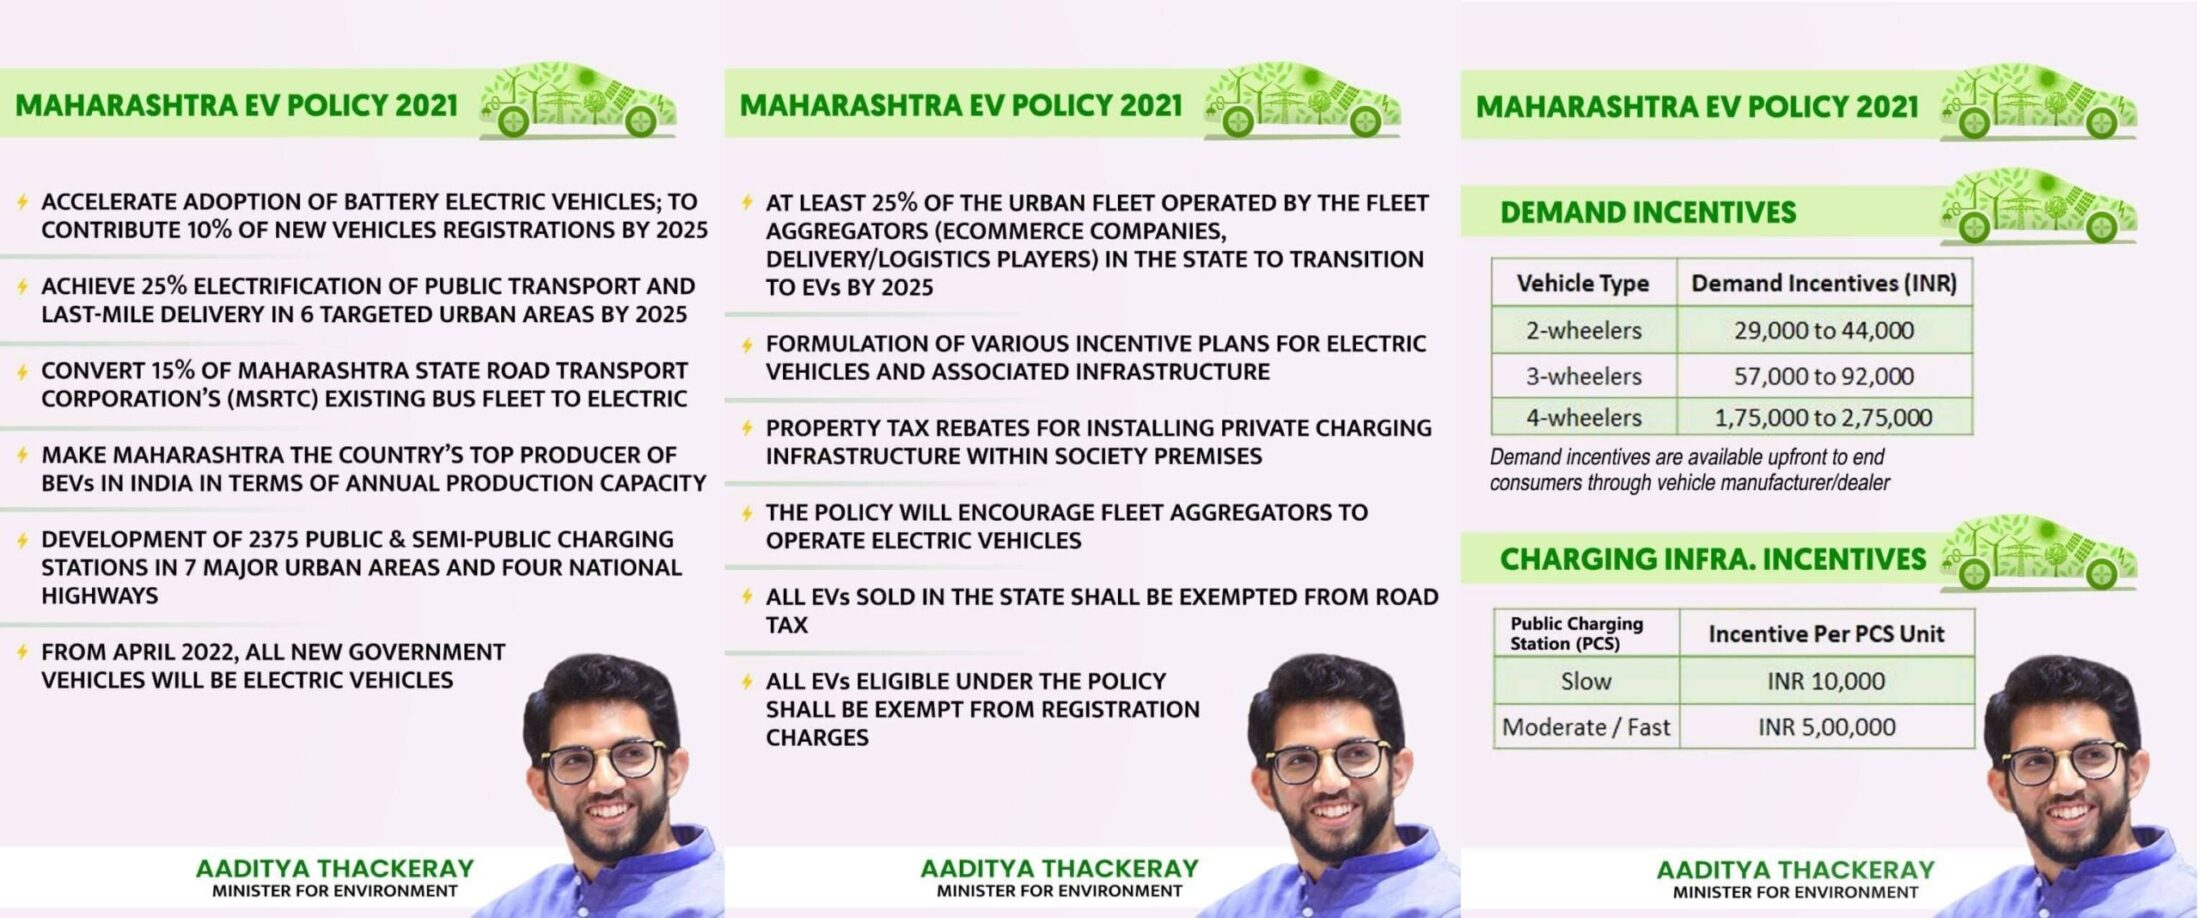 MAHARASHTRA EV POLICY 2021
ACCELERATE ADOPTION OF BATTERY ELECTRIC VEHICLES; TO
CONTRIBUTE 10% OF NEW VEHICLES REGISTRATIONS BY 2025
ACHIEVE 25% ELECTRIFICATION OF PUBLIC TRANSPORT AND
LAST-MILE DELIVERY IN 6 TARGETED URBAN AREAS BY 2025
CONVERT 15% OF MAHARASHTRA STATE ROAD TRANSPORT
CORPORATION'S (MSRTC) EXISTING BUS FLEET TO ELECTRIC
MAKE MAHARASHTRA THE COUNTRY'S TOP PRODUCER OF
BEVs IN INDIA IN TERMS OF ANNUAL PRODUCTION CAPACITY
DEVELOPMENT OF 2375 PUBLIC & SEMI-PUBLIC CHARGING
STATIONS IN 7 MAJOR URBAN AREAS AND FOUR NATIONAL
HIGHWAYS
FROM APRIL 2022, ALL NEW GOVERNMENT
VEHICLES WILL BE ELECTRIC VEHICLES
AADITYA THACKERAY
MINISTER FOR ENVIRONMENT
MAHARASHTRA EV POLICY 2021
AT LEAST 25% OF THE URBAN FLEET OPERATED BY THE FLEET
AGGREGATORS (ECOMMERCE COMPANIES,
DELIVERY/LOGISTICS PLAYERS) IN THE STATE TO TRANSITION
TO EVs BY 2025
FORMULATION OF VARIOUS INCENTIVE PLANS FOR ELECTRIC
VEHICLES AND ASSOCIATED INFRASTRUCTURE
PROPERTY TAX REBATES FOR INSTALLING PRIVATE CHARGING
INFRASTRUCTURE WITHIN SOCIETY PREMISES
THE POLICY WILL ENCOURAGE FLEET AGGREGATORS TO
OPERATE ELECTRIC VEHICLES
ALL EVs SOLD IN THE STATE SHALL BE EXEMPTED FROM ROAD
TAX
ALL EVs ELIGIBLE UNDER THE POLICY
SHALL BE EXEMPT FROM REGISTRATION
CHARGES
AADITYA THACKERAY
MINISTER FOR ENVIRONMENT
MAHARASHTRA EV POLICY 2021
DEMAND INCENTIVES
Vehicle Type Demand Incentives (INR)
2-wheelers 29,000 to 44,000
3-wheelers 57,000 to 92,000
4-wheelers 1,75,000 to 2,75,000
Demand incentives are available upfront to end
consumers through vehicle manufacturer/dealer
CHARGING INFRA. INCENTIVES
Public Charging
Station (PCS) Incentive Per PCS Unit
Slow INR 10,000
Moderate / Fast INR 5,00,000
AADITYA THACKERAY
MINISTER FOR ENVIRONMENT